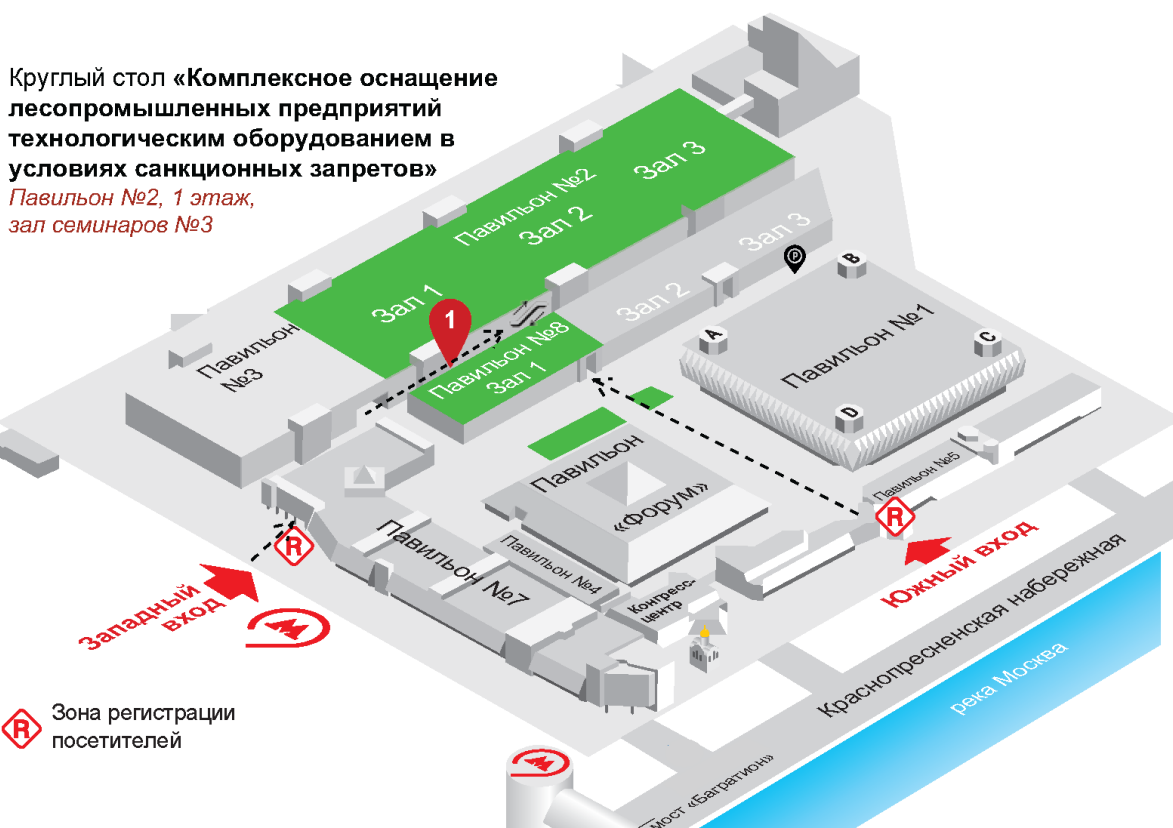 Круглый стол «Комплексное оснащение
лесопромышленных предприятий
технологическим оборудованием в
условиях санкционных запретов»
Павильон №2, 1 этаж,
зал семинаров №3
Зал 3
Павильон №2
Зал 2
Зал 1
Зал 3
P
B
Зал 2
1
Павильон №8
Зал 1
Павильон
№3
A
Павильон №1
C
D
Павильон
«Форум»
Павильон №5
R
Южный вход
R
Павильон №7
Павильон №4
Конгресс-
центр
Западный
вход
Краснопресненская набережная
река Москва
R
Зона регистрации
посетителей
мост «Багратион»